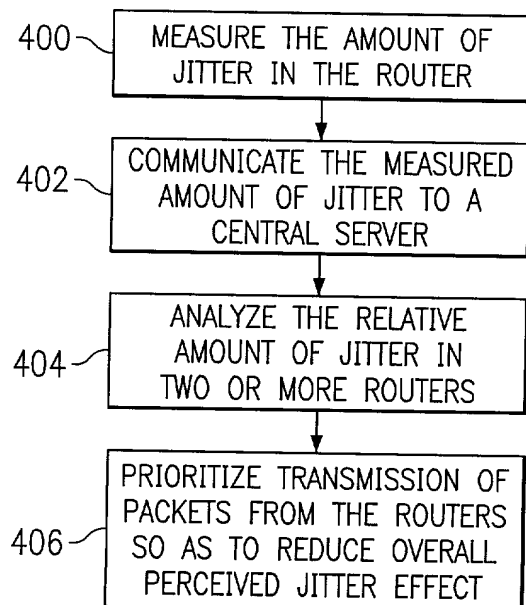 400
MEASURE THE AMOUNT OF
JITTER IN THE ROUTER
402
COMMUNICATE THE MEASURED
AMOUNT OF JITTER TO A
CENTRAL SERVER
404
ANALYZE THE RELATIVE
AMOUNT OF JITTER IN
TWO OR MORE ROUTERS
406
PRIORITIZE TRANSMISSION OF
PACKETS FROM THE ROUTERS
SO AS TO REDUCE OVERALL
PERCEIVED JITTER EFFECT